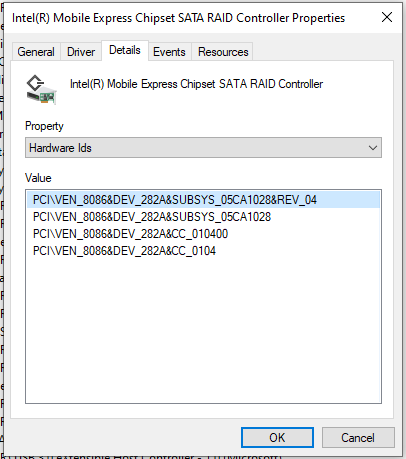 Intel(R) Mobile Express Chipset SATA RAID Controller Properties
General Driver Details Events Resources
Intel(R) Mobile Express Chipset SATA RAID Controller
Property
Hardware Ids
Value
PCI\VEN_8086&DEV_282A&SUBSYS_05CA1028&REV_04
PCI\VEN_8086&DEV_282A&SUBSYS_05CA1028
PCI\VEN_8086&DEV_282A&CC_010400
PCI\VEN_8086&DEV_282A&CC_0104
OK Cancel